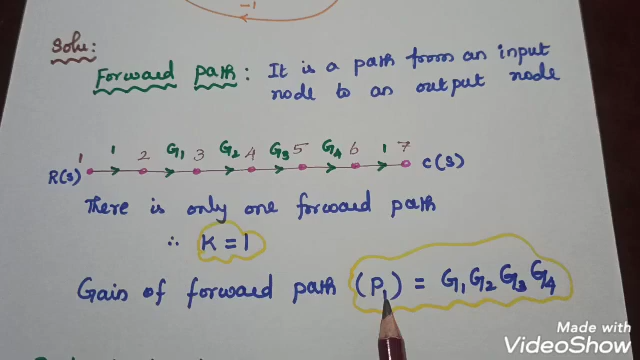 -1
Solu:
Forward path: It is a path from an input
node to an output node
1 1 2 G₁ 3 G₂ 4 G₃ 5 G₄ 6 1 7
R(s) C(s)
There is only one forward path
∴ K = 1
Gain of forward path (P₁) = G₁G₂G₃G₄
Made with
VideoShow